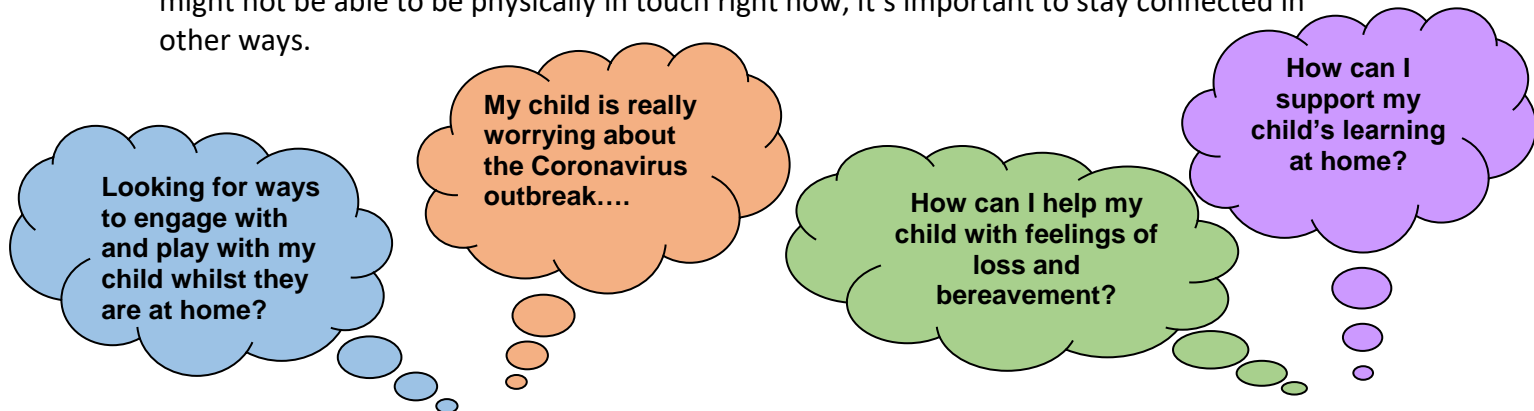 might not be able to be physically in touch right now, it's important to stay connected in
other ways.
Looking for ways
to engage with
and play with my
child whilst they
are at home?
My child is really
worrying about
the Coronavirus
outbreak….
How can I help my
child with feelings of
loss and
bereavement?
How can I
support my
child's learning
at home?